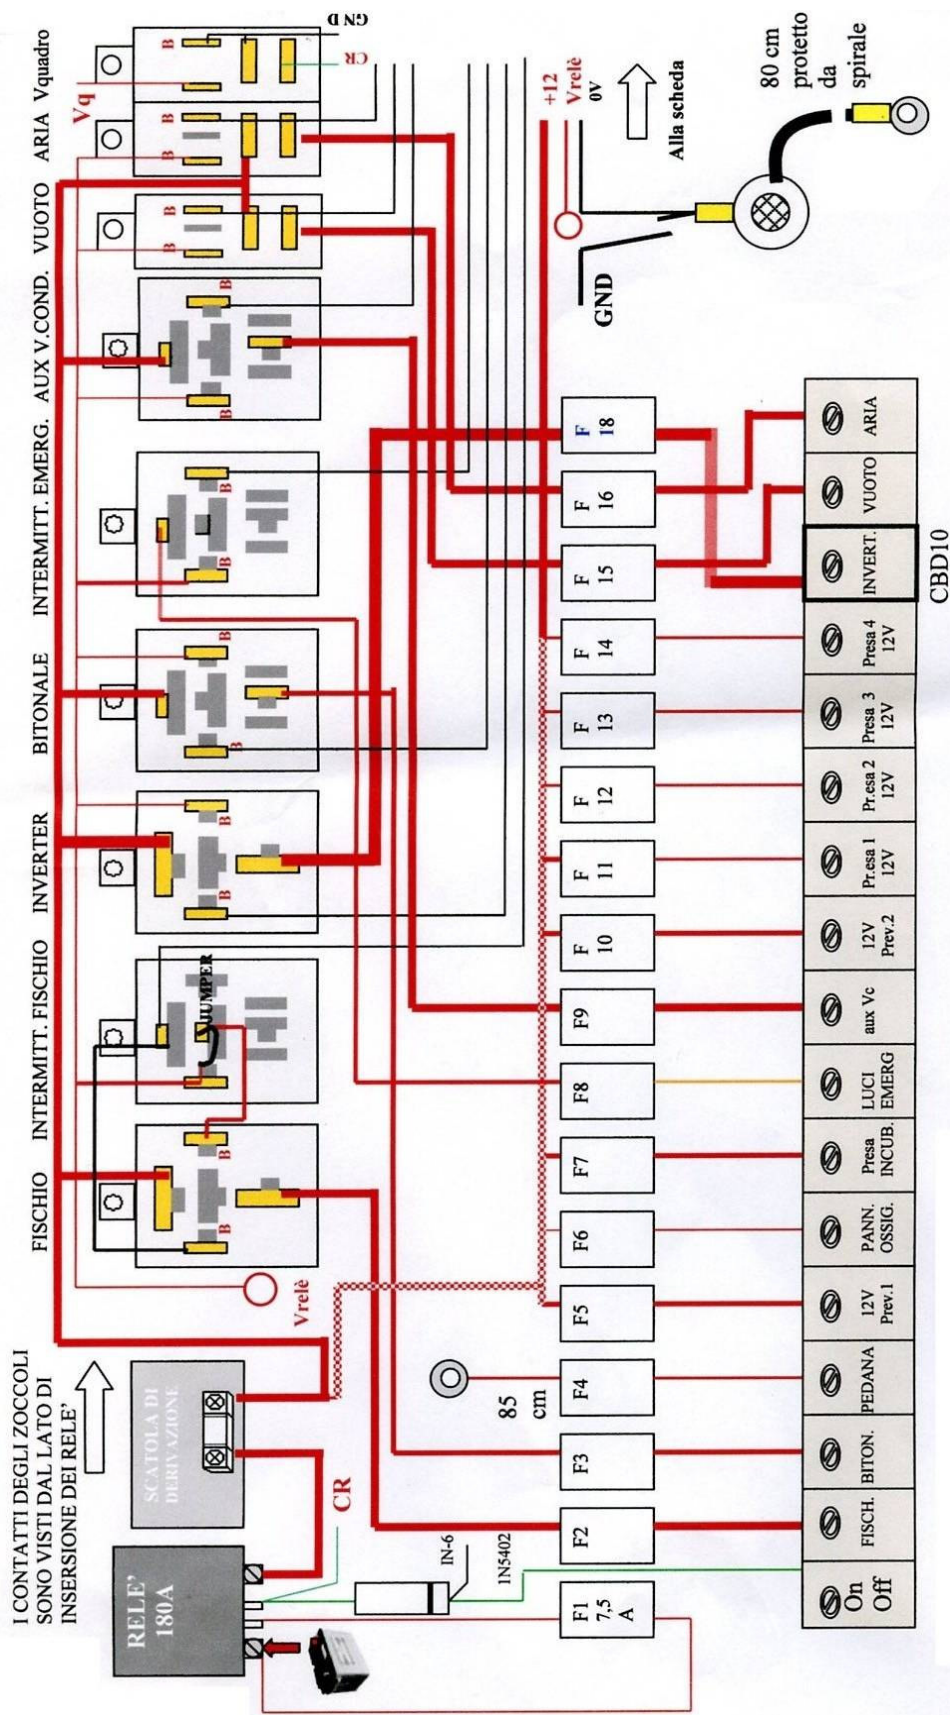 I CONTATTI DEGLI ZOCCOLI
SONO VISTI DAL LATO DI
INSERSIONE DEI RELE'
FISCHIO
INTERMITT. FISCHIO
INVERTER
BITONALE
INTERMITT. EMERG.
AUX V.COND.
VUOTO
ARIA
Vquadro
RELE'
180A
SCATOLA DI
DERIVAZIONE
B
B
JUMPER
B
B
B
B
B
B
B
B
B
B
B
B
B
B
Vq
GN D
CR
Vrelè
CR
IN-6
1N5402
85
cm
+12
Vrelè
0V
Alla scheda
GND
80 cm
protetto
da
spirale
F1
7,5
A
F2
F3
F4
F5
F6
F7
F8
F9
F
10
F
11
F
12
F
13
F
14
F
15
F
16
F
18
On
Off
FISCH.
BITON.
PEDANA
12V
Prev.1
PANN.
OSSIG.
Presa
INCUB.
LUCI
EMERG
aux Vc
12V
Prev.2
Pr.esa 1
12V
Pr.esa 2
12V
Presa 3
12V
Presa 4
12V
INVERT.
VUOTO
ARIA
CBD10